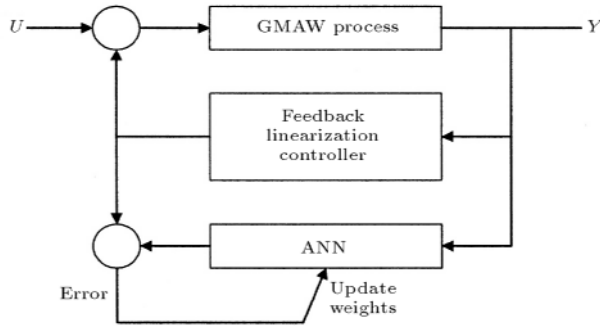 U
GMAW process
Y
Feedback
linearization
controller
ANN
Error
Update
weights